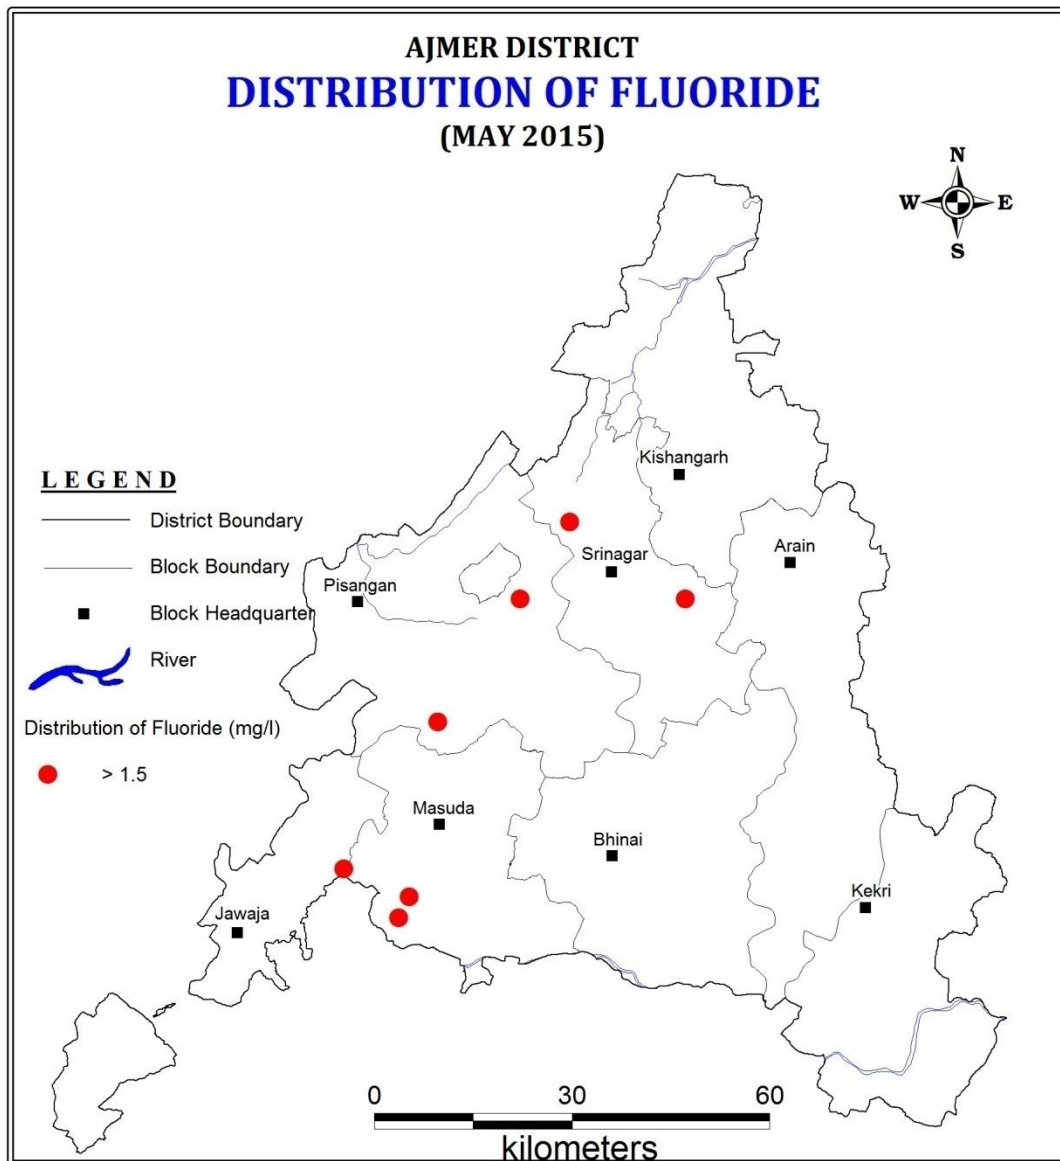 AJMER DISTRICT
DISTRIBUTION OF FLUORIDE
(MAY 2015)
N
W E
S
Kishangarh
L E G E N D
District Boundary
Arain
Srinagar
Block Boundary
Pisangan
Block Headquarter
River
Distribution of Fluoride (mg/l)
> 1.5
Masuda
Bhinai
Kekri
Jawaja
0 30 60
kilometers